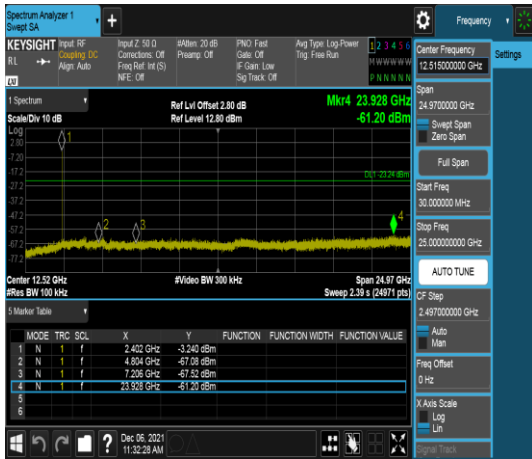 Spectrum Analyzer 1
Swept SA
+
Frequency
KEYSIGHT Input: RF Input Z: 50 Ω #Atten: 20 dB PNO: Fast Avg Type: Log-Power 1 2 3 4 5 6
RL Coupling: DC Corrections: Off Preamp: Off Gate: Off Trig: Free Run M W W W W W
Align: Auto Freq Ref: Int (S) IF Gain: Low
LXI NFE: Off Sig Track: Off P N N N N N
1 Spectrum Ref Lvl Offset 2.80 dB Mkr4 23.928 GHz
Scale/Div 10 dB Ref Level 12.80 dBm -61.20 dBm
Log
2.80
-7.20
-17.2
DL1 -23.24 dBm
-27.2
-37.2
-47.2
-57.2
-67.2
-77.2
1
2
3
4
Center 12.52 GHz #Video BW 300 kHz Span 24.97 GHz
#Res BW 100 kHz Sweep 2.39 s (24971 pts)
5 Marker Table
MODE TRC SCL X Y FUNCTION FUNCTION WIDTH FUNCTION VALUE
1 N 1 f 2.402 GHz -3.240 dBm
2 N 1 f 4.804 GHz -67.08 dBm
3 N 1 f 7.206 GHz -67.52 dBm
4 N 1 f 23.928 GHz -61.20 dBm
5
6
? Dec 06, 2021
11:32:28 AM
Center Frequency
12.515000000 GHz
Settings
Span
24.9700000 GHz
Swept Span
Zero Span
Full Span
Start Freq
30.000000 MHz
Stop Freq
25.000000000 GHz
AUTO TUNE
CF Step
2.497000000 GHz
Auto
Man
Freq Offset
0 Hz
X Axis Scale
Log
Lin
Signal Track